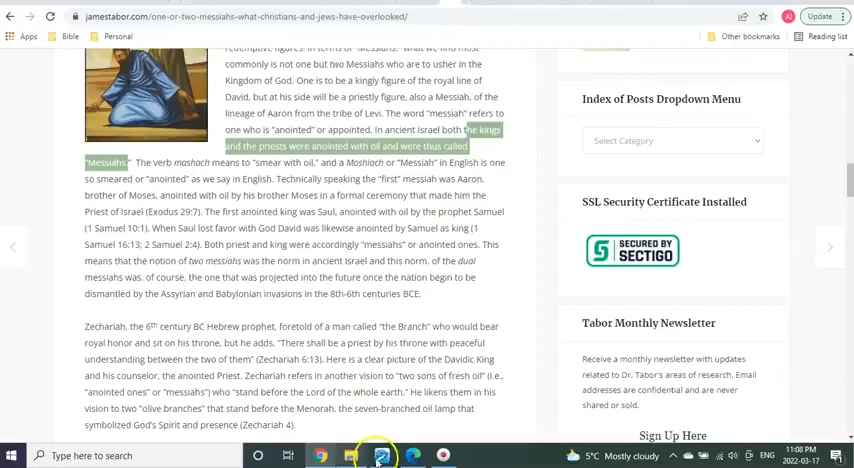 jamestabor.com/one-or-two-messiahs-what-christians-and-jews-have-overlooked/
AI
Update
Apps
Bible
Personal
Other bookmarks
Reading list
redemptive figures. In terms of "Messiahs," what we find most
commonly is not one but two Messiahs who are to usher in the
Kingdom of God. One is to be a kingly figure of the royal line of
David, but at his side will be a priestly figure, also a Messiah, of the
lineage of Aaron from the tribe of Levi. The word "messiah" refers to
one who is "anointed" or appointed. In ancient israel both the kings
and the priests were anointed with oil and were thus called
"Messiahs." The verb mashach means to "smear with oil," and a Moshiach or "Messiah" in English is one
so smeared or "anointed" as we say in English. Technically speaking the "first" messiah was Aaron,
brother of Moses, anointed with oil by his brother Moses in a formal ceremony that made him the
Priest of Israel (Exodus 29:7). The first anointed king was Saul, anointed with oil by the prophet Samuel
(1 Samuel 10:1). When Saul lost favor with God David was likewise anointed by Samuel as king (1
Samuel 16:13; 2 Samuel 2:4). Both priest and king were accordingly "messiahs" or anointed ones. This
means that the notion of two messiahs was the norm in ancient Israel and this norm, of the dual
messiahs was, of course, the one that was projected into the future once the nation begin to be
dismantled by the Assyrian and Babylonian invasions in the 8th-6th centuries BCE.
Zechariah, the 6th century BC Hebrew prophet, foretold of a man called "the Branch" who would bear
royal honor and sit on his throne, but he adds, "There shall be a priest by his throne with peaceful
understanding between the two of them" (Zechariah 6:13). Here is a clear picture of the Davidic King
and his counselor, the anointed Priest. Zechariah refers in another vision to "two sons of fresh oil" (i.e.,
"anointed ones" or "messiahs") who "stand before the Lord of the whole earth." He likens them in his
vision to two "olive branches" that stand before the Menorah, the seven-branched oil lamp that
symbolized God's Spirit and presence (Zechariah 4).
Index of Posts Dropdown Menu
Select Category
SSL Security Certificate Installed
SECURED BY
SECTIGO
Tabor Monthly Newsletter
Receive a monthly newsletter with updates
related to Dr. Tabor's areas of research. Email
addresses are confidential and are never
shared or sold.
Sign Up Here
Type here to search
5°C Mostly cloudy
ENG
11:08 PM
2022-03-17